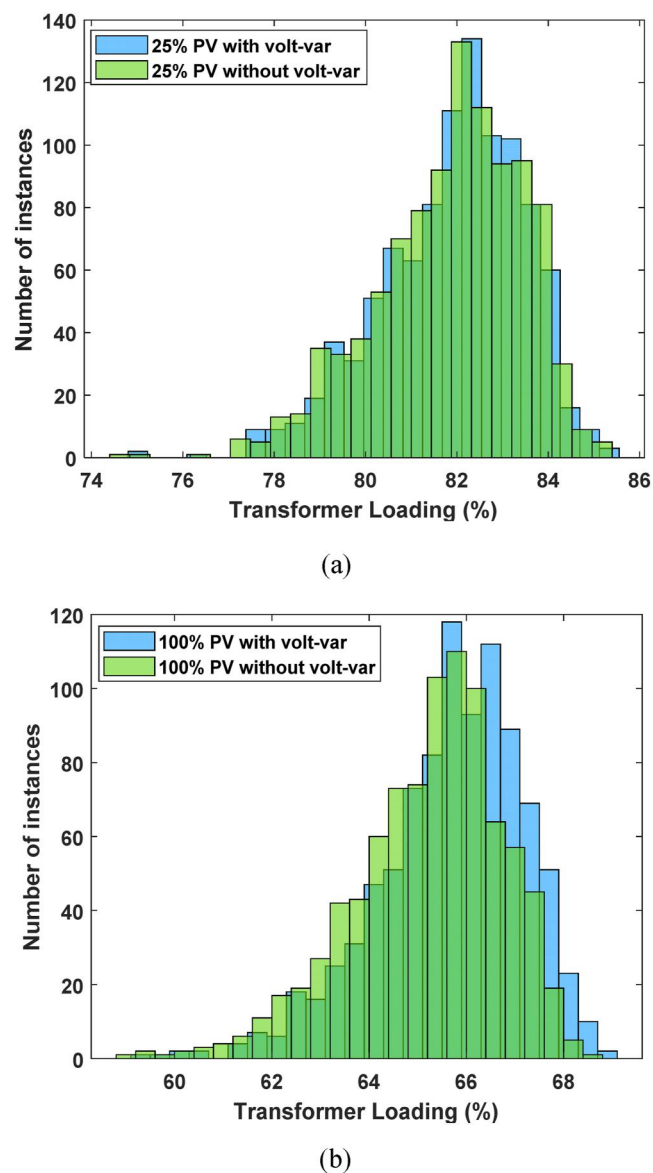 140
120
100
80
60
40
20
0
Number of instances
25% PV with volt-var
25% PV without volt-var
74 76 78 80 82 84 86
Transformer Loading (%)
(a)
120
100
80
60
40
20
0
Number of instances
100% PV with volt-var
100% PV without volt-var
60 62 64 66 68
Transformer Loading (%)
(b)